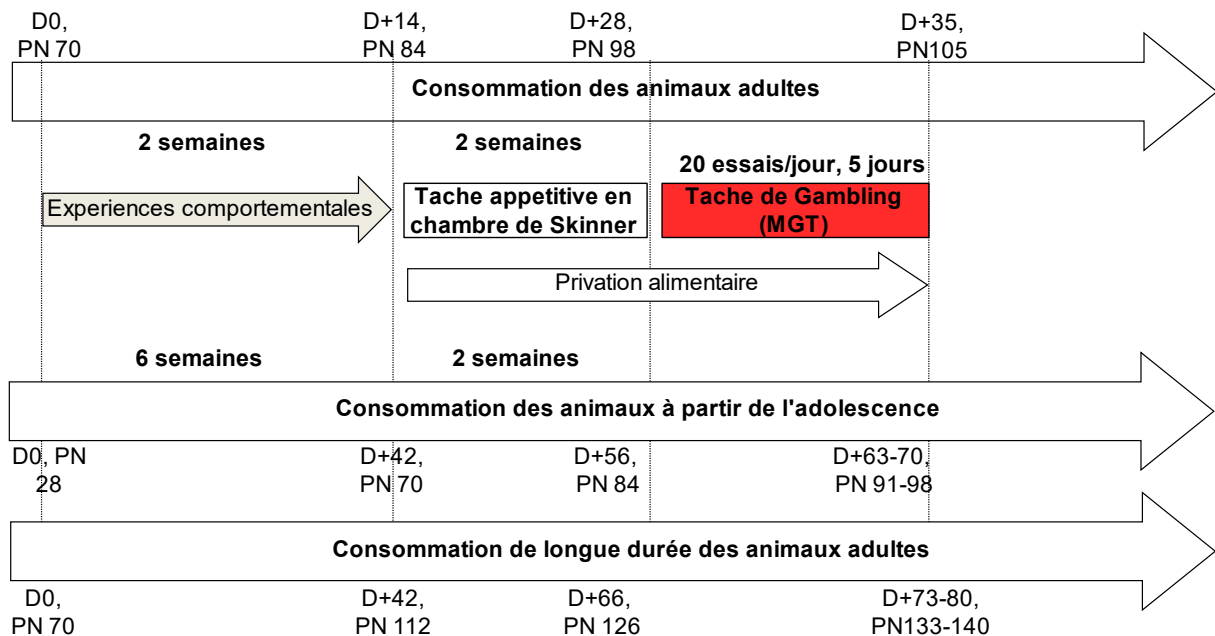 D0,
PN 70
D+14,
PN 84
D+28,
PN 98
D+35,
PN105
Consommation des animaux adultes
2 semaines
2 semaines
20 essais/jour, 5 jours
Experiences comportementales
Tache appetitive en
chambre de Skinner
Tache de Gambling
(MGT)
Privation alimentaire
6 semaines
2 semaines
Consommation des animaux à partir de l'adolescence
D0, PN
28
D+42,
PN 70
D+56,
PN 84
D+63-70,
PN 91-98
Consommation de longue durée des animaux adultes
D0,
PN 70
D+42,
PN 112
D+66,
PN 126
D+73-80,
PN133-140